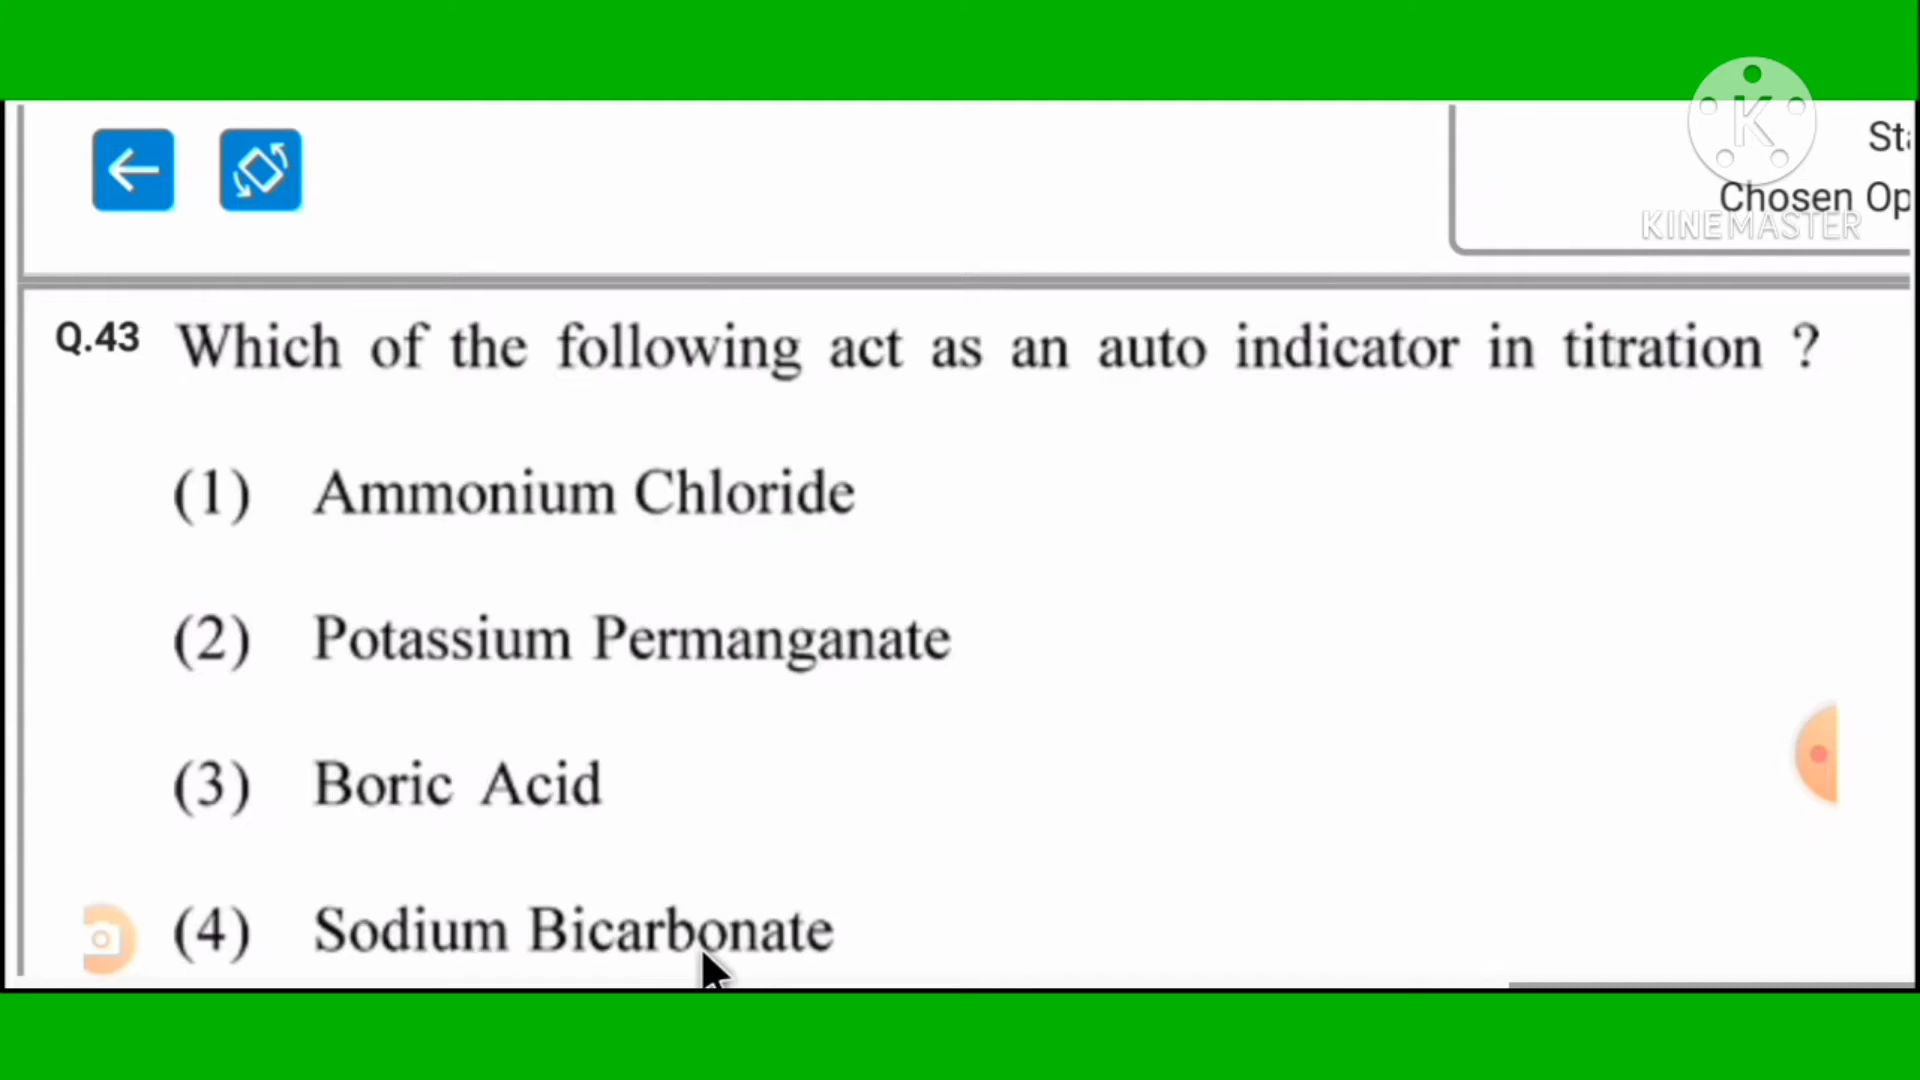 K
St
Chosen Op
KINEMASTER
Q.43 Which of the following act as an auto indicator in titration ?
(1) Ammonium Chloride
(2) Potassium Permanganate
(3) Boric Acid
(4) Sodium Bicarbonate